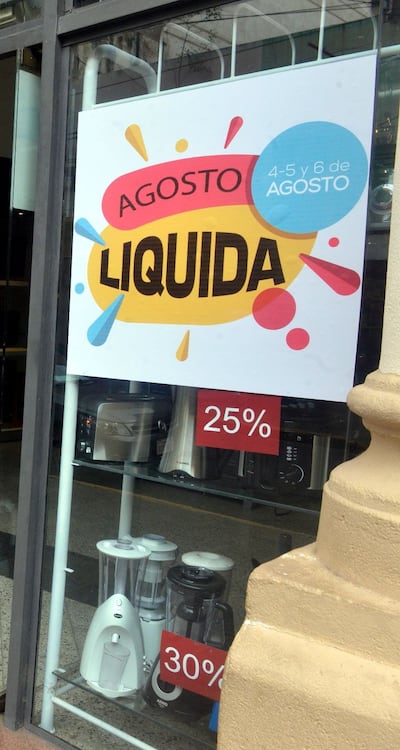 4-5 y 6 de
AGOSTO
AGOSTO
LIQUIDA
25%
30%